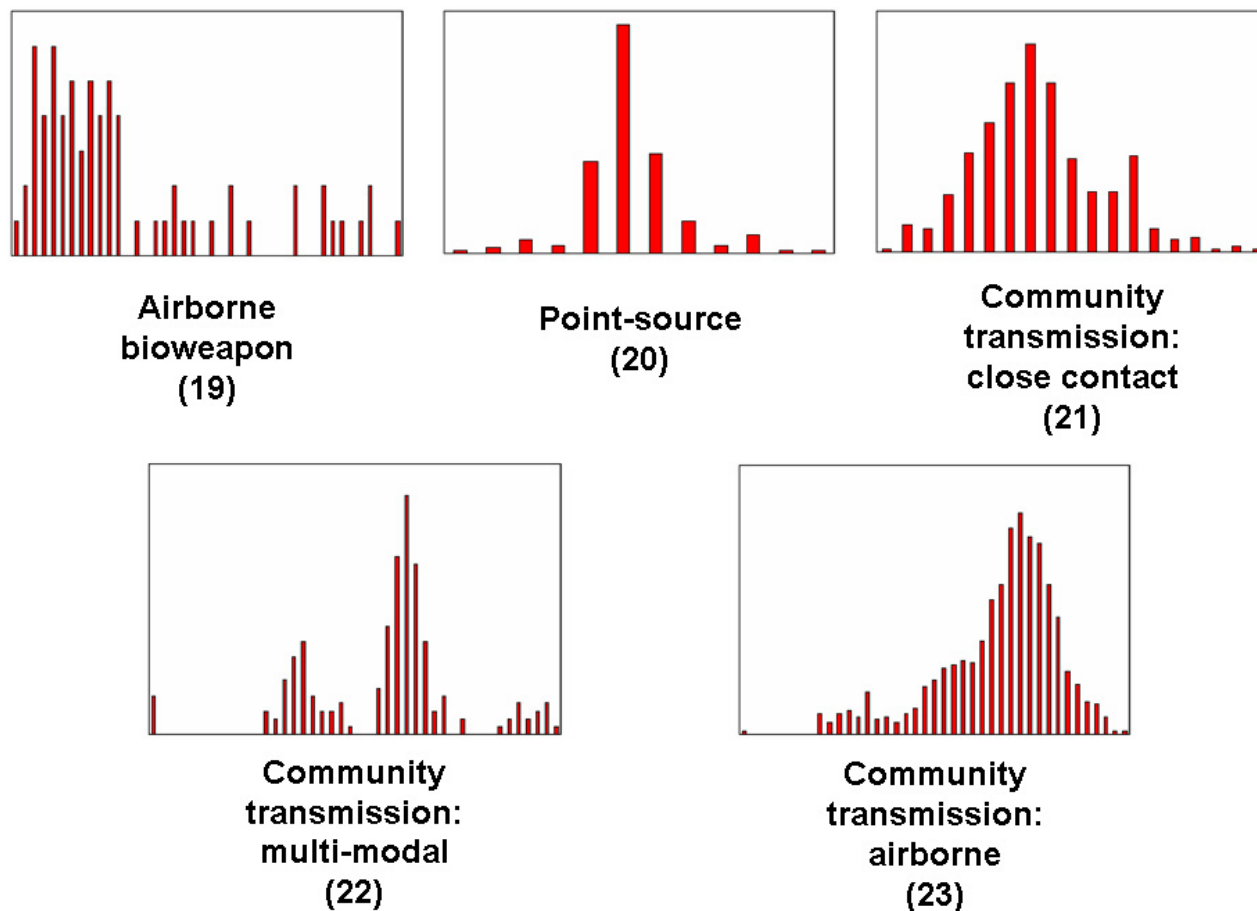 Airborne
bioweapon
(19)
Point-source
(20)
Community
transmission:
close contact
(21)
Community
transmission:
multi-modal
(22)
Community
transmission:
airborne
(23)